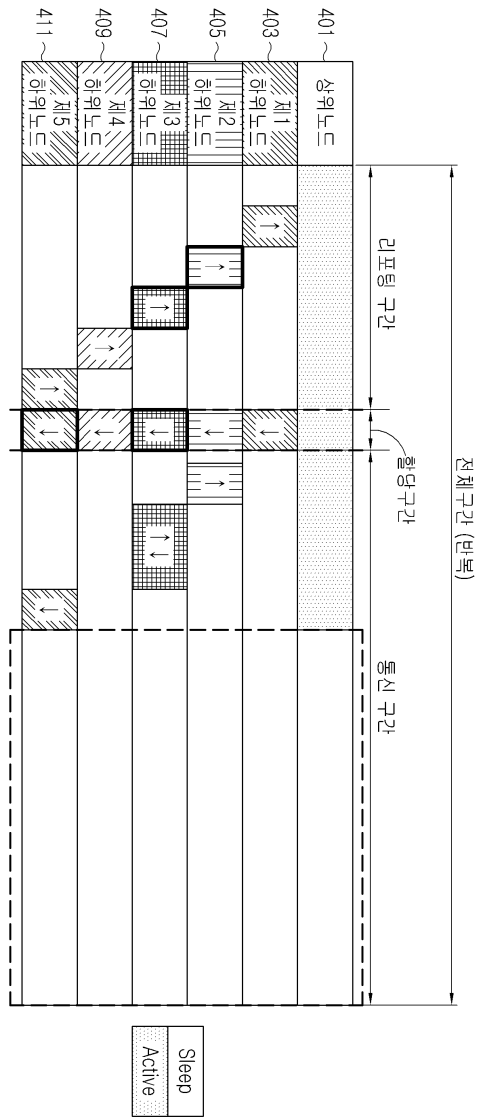 전체구간 (반복)
리포팅 구간
할당구간
통신 구간
401
상위노드
403
제1
하위노드
405
제2
하위노드
407
제3
하위노드
409
제4
하위노드
411
제5
하위노드
Sleep
Active